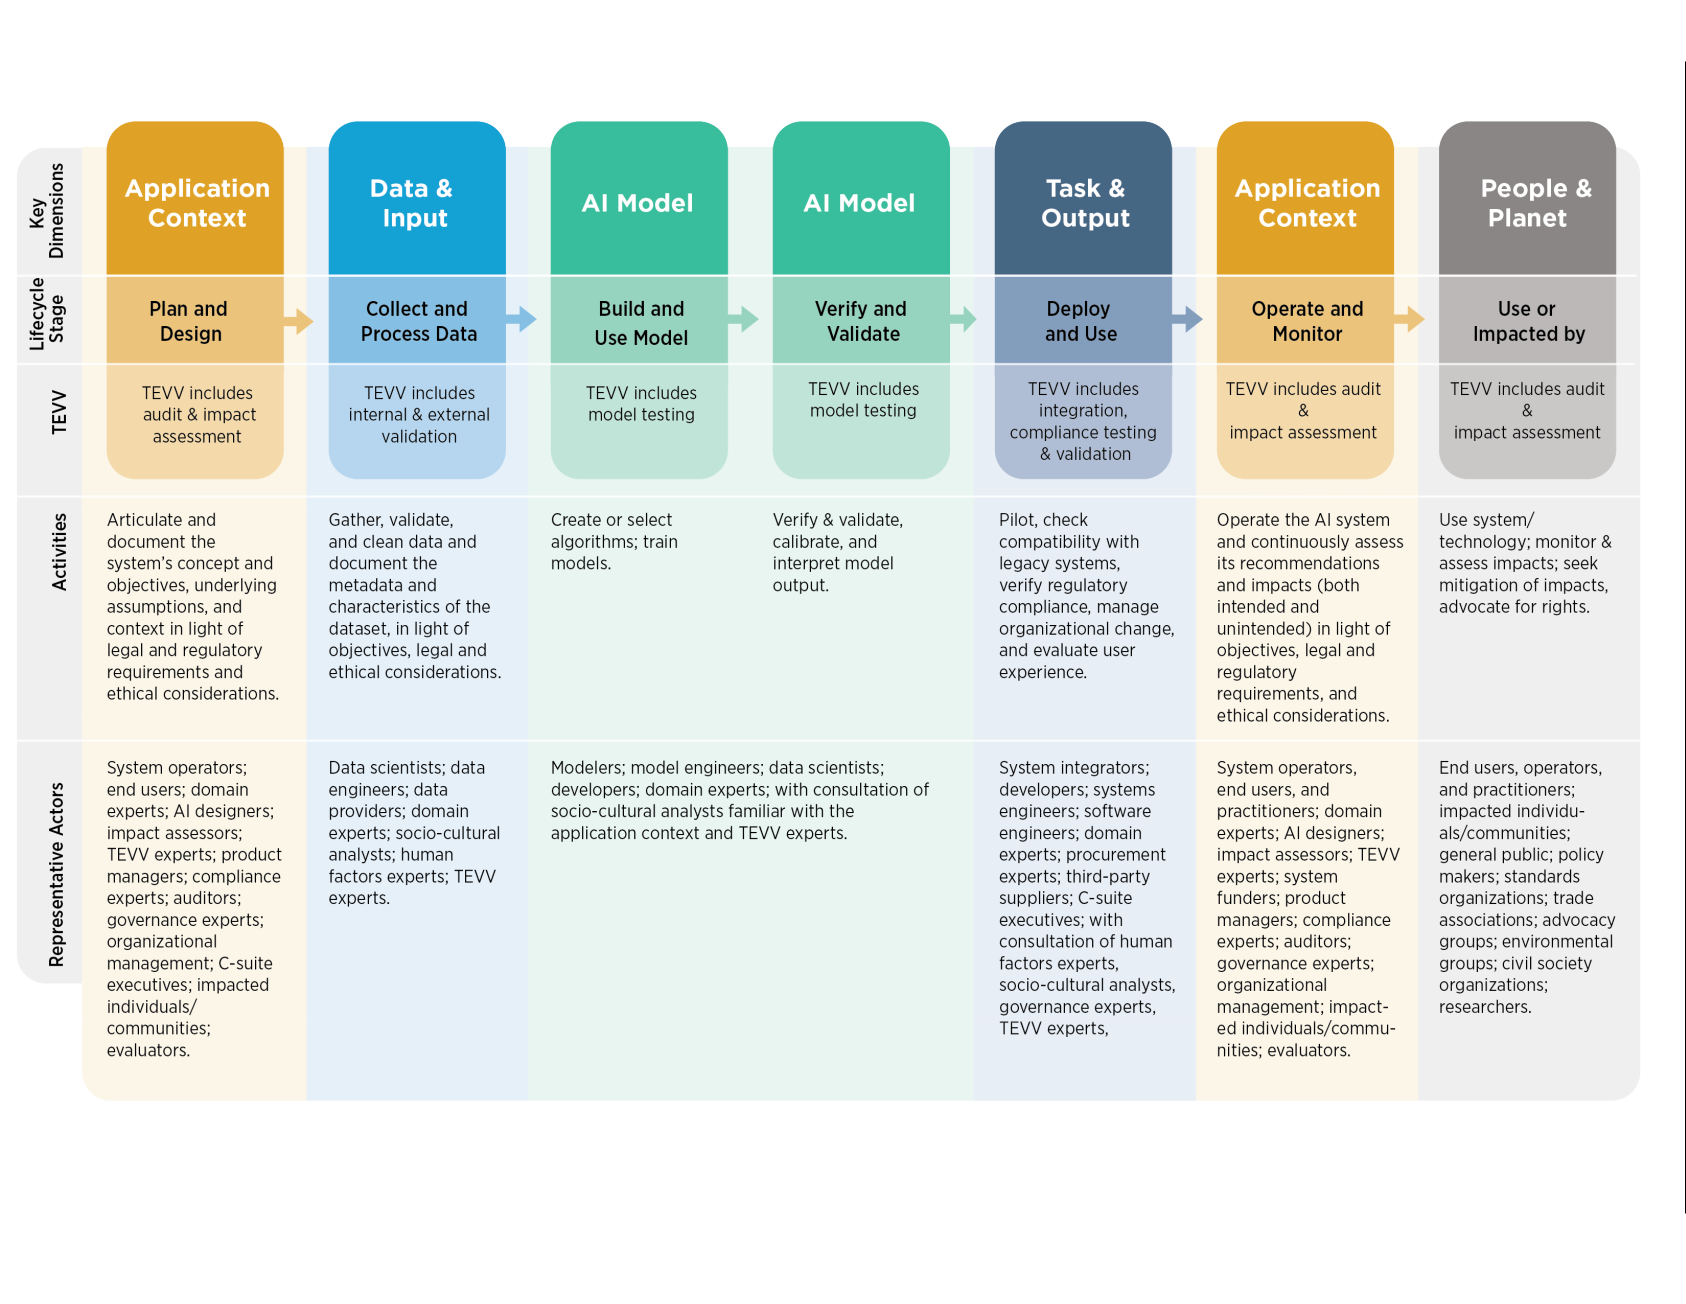 Key
Dimensions
Application
Context
Data &
Input
AI Model
AI Model
Task &
Output
Application
Context
People &
Planet
Lifecycle
Stage
Plan and
Design
Collect and
Process Data
Build and
Use Model
Verify and
Validate
Deploy
and Use
Operate and
Monitor
Use or
Impacted by
TEVV
TEVV includes
audit & impact
assessment
TEVV includes
internal & external
validation
TEVV includes
model testing
TEVV includes
model testing
TEVV includes
integration,
compliance testing
& validation
TEVV includes audit
&
impact assessment
TEVV includes audit
&
impact assessment
Activities
Articulate and
document the
system’s concept and
objectives, underlying
assumptions, and
context in light of
legal and regulatory
requirements and
ethical considerations.
Gather, validate,
and clean data and
document the
metadata and
characteristics of the
dataset, in light of
objectives, legal and
ethical considerations.
Create or select
algorithms; train
models.
Verify & validate,
calibrate, and
interpret model
output.
Pilot, check
compatibility with
legacy systems,
verify regulatory
compliance, manage
organizational change,
and evaluate user
experience.
Operate the AI system
and continuously assess
its recommendations
and impacts (both
intended and
unintended) in light of
objectives, legal and
regulatory
requirements, and
ethical considerations.
Use system/
technology; monitor &
assess impacts; seek
mitigation of impacts,
advocate for rights.
Representative Actors
System operators;
end users; domain
experts; AI designers;
impact assessors;
TEVV experts; product
managers; compliance
experts; auditors;
governance experts;
organizational
management; C-suite
executives; impacted
individuals/
communities;
evaluators.
Data scientists; data
engineers; data
providers; domain
experts; socio-cultural
analysts; human
factors experts; TEVV
experts.
Modelers; model engineers; data scientists;
developers; domain experts; with consultation of
socio-cultural analysts familiar with the
application context and TEVV experts.
System integrators;
developers; systems
engineers; software
engineers; domain
experts; procurement
experts; third-party
suppliers; C-suite
executives; with
consultation of human
factors experts,
socio-cultural analysts,
governance experts,
TEVV experts,
System operators,
end users, and
practitioners; domain
experts; AI designers;
impact assessors; TEVV
experts; system
funders; product
managers; compliance
experts; auditors;
governance experts;
organizational
management; impact-
ed individuals/commu-
nities; evaluators.
End users, operators,
and practitioners;
impacted individu-
als/communities;
general public; policy
makers; standards
organizations; trade
associations; advocacy
groups; environmental
groups; civil society
organizations;
researchers.